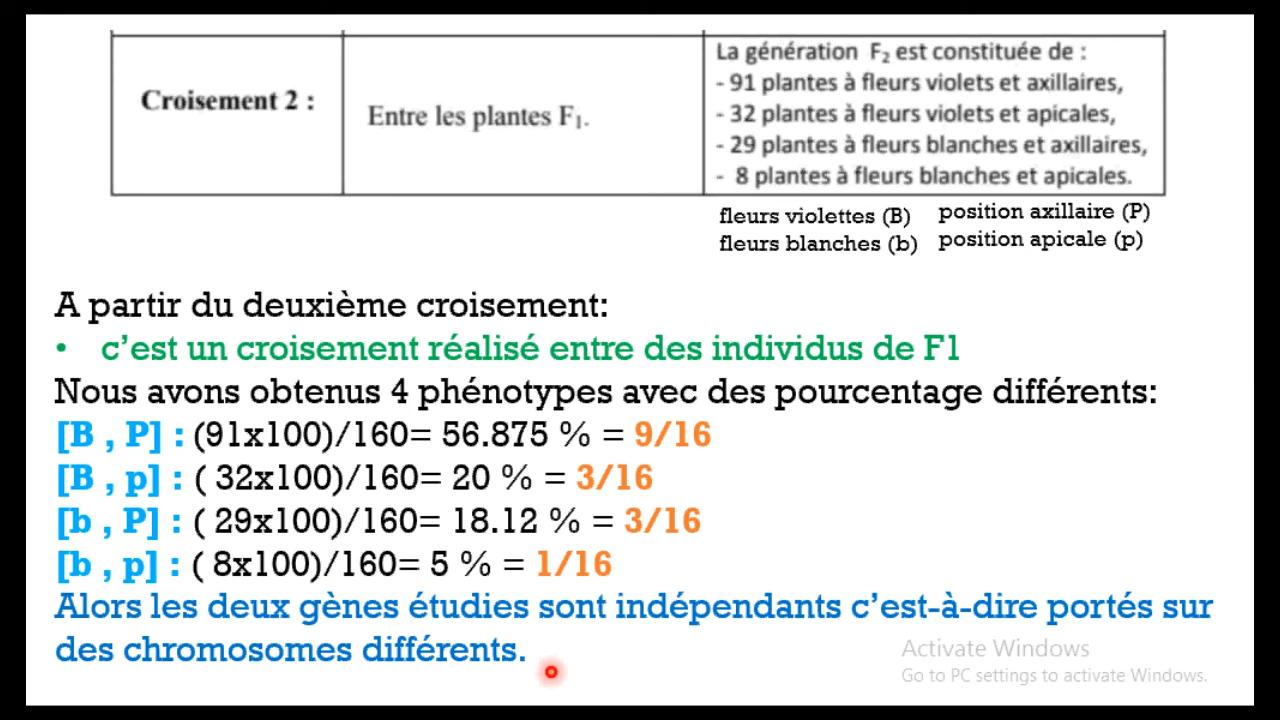 La génération F₂ est constituée de :
- 91 plantes à fleurs violets et axillaires,
Croisement 2 :
Entre les plantes F₁.
- 32 plantes à fleurs violets et apicales,
- 29 plantes à fleurs blanches et axillaires,
- 8 plantes à fleurs blanches et apicales.
fleurs violettes (B) position axillaire (P)
fleurs blanches (b) position apicale (p)
A partir du deuxième croisement:
• c’est un croisement réalisé entre des individus de F1
Nous avons obtenus 4 phénotypes avec des pourcentage différents:
[B , P] : (91x100)/160= 56.875 % = 9/16
[B , p] : ( 32x100)/160= 20 % = 3/16
[b , P] : ( 29x100)/160= 18.12 % = 3/16
[b , p] : ( 8x100)/160= 5 % = 1/16
Alors les deux gènes étudies sont indépendants c’est-à-dire portés sur
des chromosomes différents.
Activate Windows
Go to PC settings to activate Windows.